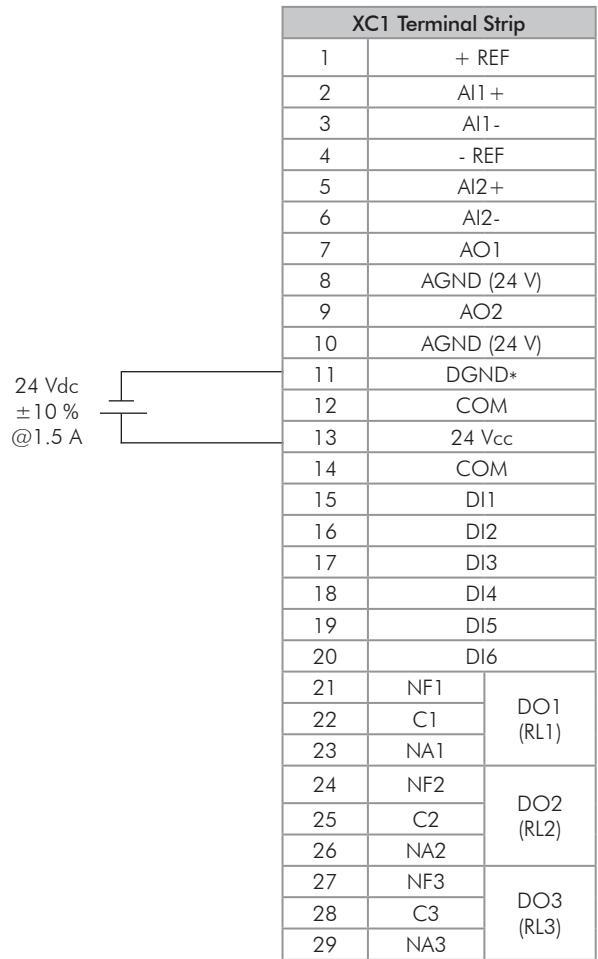 XC1 Terminal Strip
1 + REF
2 AI1+
3 AI1-
4 - REF
5 AI2+
6 AI2-
7 AO1
8 AGND (24 V)
9 AO2
10 AGND (24 V)
11 DGND*
12 COM
13 24 Vcc
14 COM
15 DI1
16 DI2
17 DI3
18 DI4
19 DI5
20 DI6
21 NF1
22 C1
23 NA1
DO1
(RL1)
24 NF2
25 C2
26 NA2
DO2
(RL2)
27 NF3
28 C3
29 NA3
DO3
(RL3)
24 Vdc
±10 %
@1.5 A